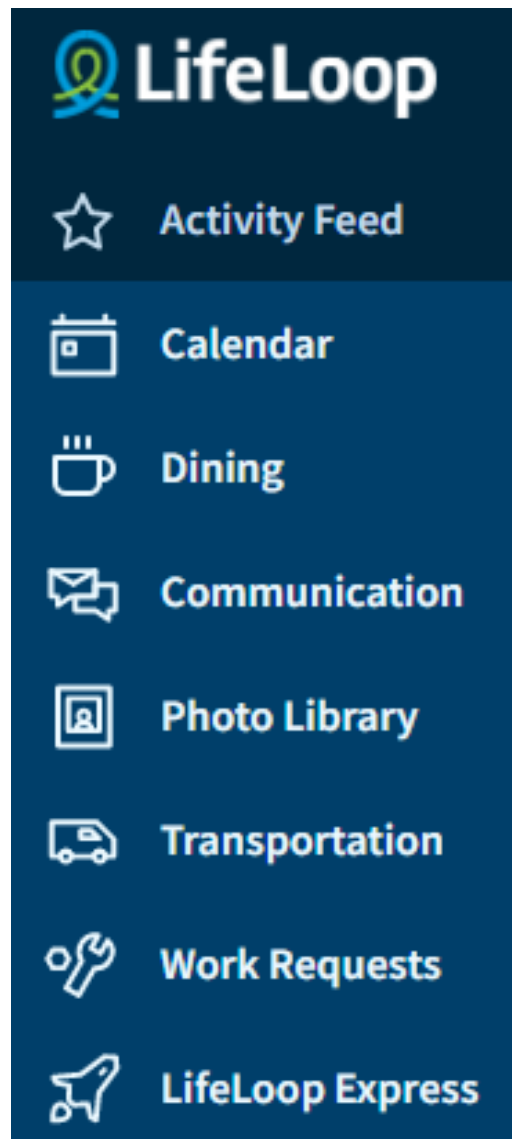 LifeLoop
Activity Feed
Calendar
Dining
Communication
Photo Library
Transportation
Work Requests
LifeLoop Express